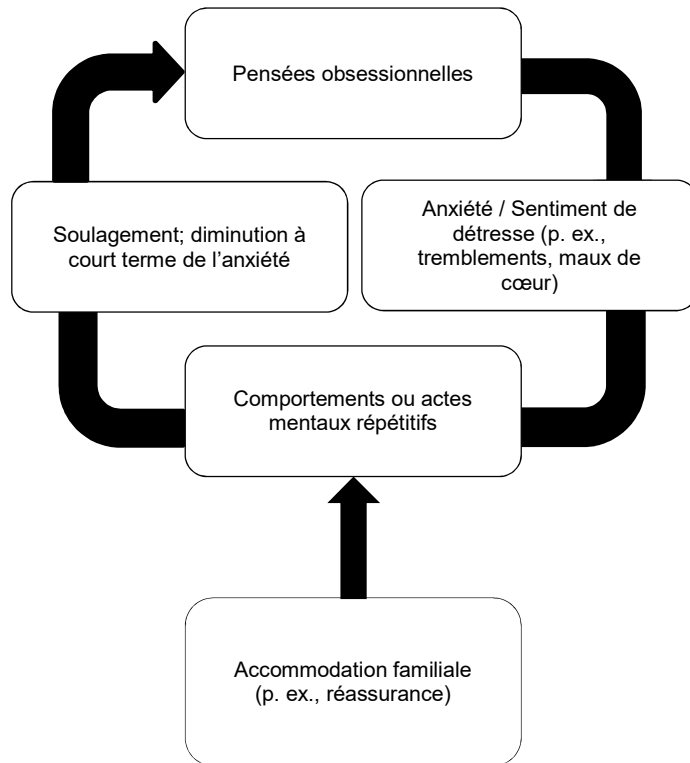 Pensées obsessionnelles
Soulagement; diminution à
court terme de l’anxiété
Anxiété / Sentiment de
détresse (p. ex.,
tremblements, maux de
cœur)
Comportements ou actes
mentaux répétitifs
Accommodation familiale
(p. ex., réassurance)